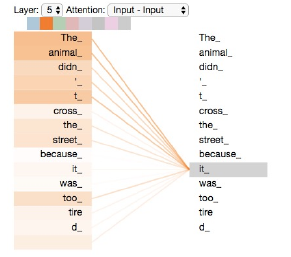 Layer: 5 Attention: Input - Input
The_ The_
animal_ animal_
didn_ didn_
'_ '_
t_ t_
cross_ cross_
the_ the_
street_ street_
because_ because_
it_ it_
was_ was_
too_ too_
tire tire
d_ d_